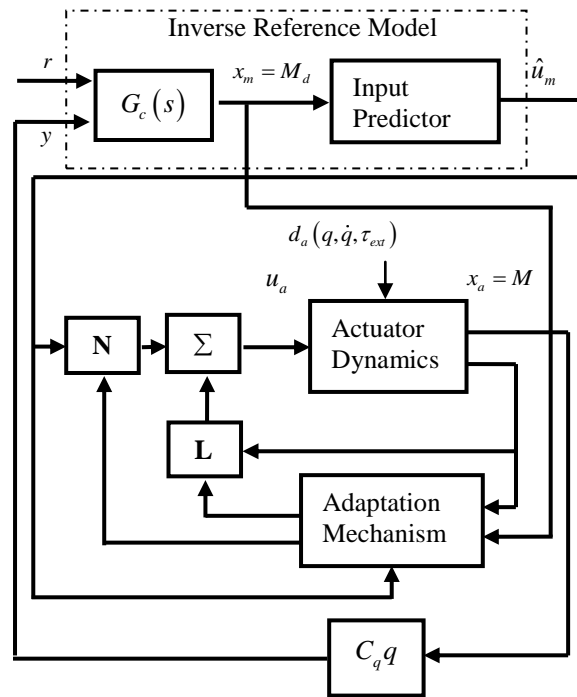 Inverse Reference Model
r
x_m = M_d
û_m
G_c(s)
Input
Predictor
y
d_a(q, q̇, τ_ext)
u_a
x_a = M
N
Σ
Actuator
Dynamics
L
Adaptation
Mechanism
C_q q